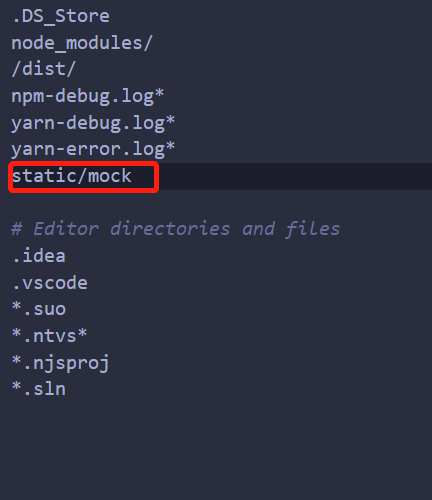 .DS_Store
node_modules/
/dist/
npm-debug.log*
yarn-debug.log*
yarn-error.log*
static/mock
# Editor directories and files
.idea
.vscode
*.suo
*.ntvs*
*.njsproj
*.sln